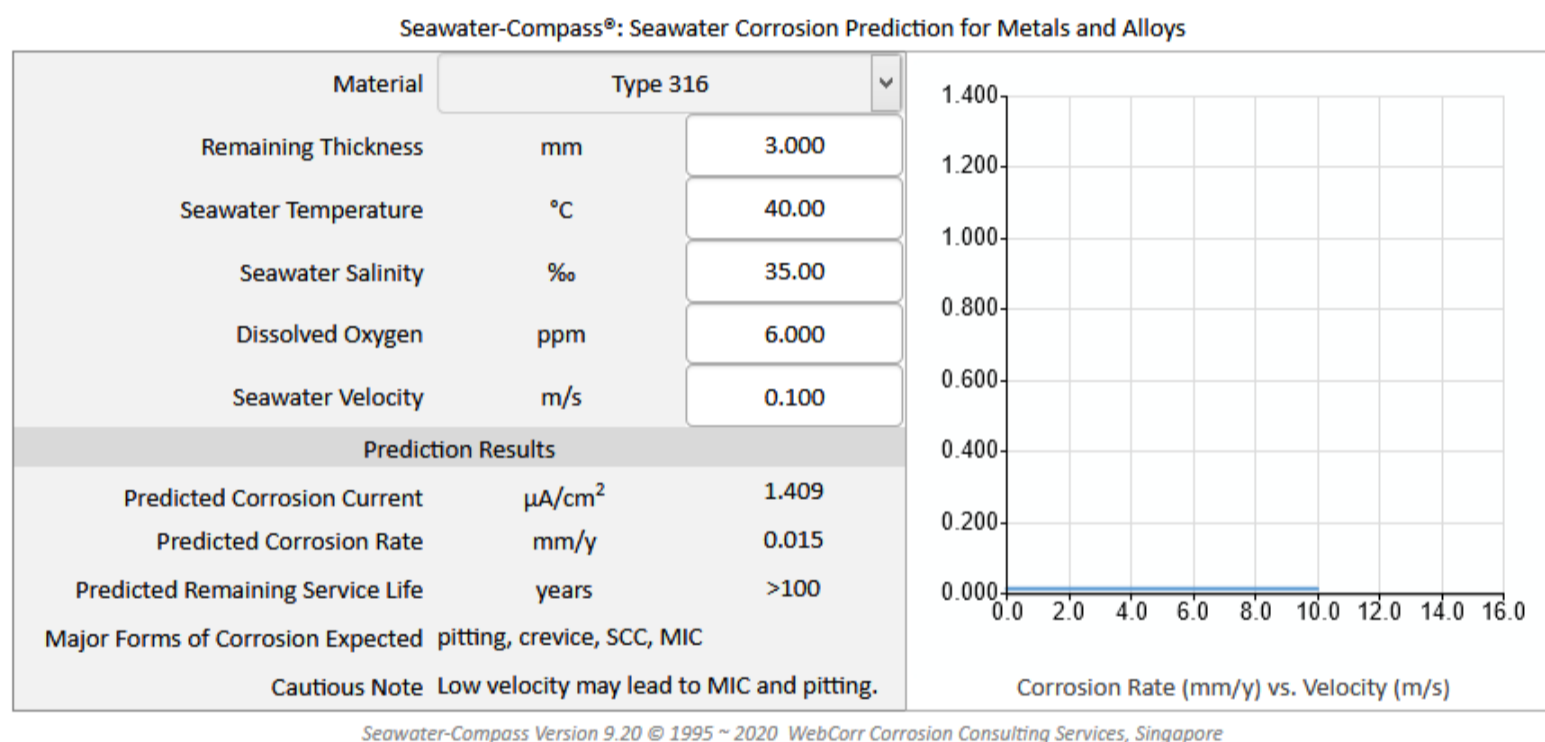 Seawater-Compass®: Seawater Corrosion Prediction for Metals and Alloys
Material Type 316
Remaining Thickness mm 3.000
Seawater Temperature °C 40.00
Seawater Salinity ‰ 35.00
Dissolved Oxygen ppm 6.000
Seawater Velocity m/s 0.100
Prediction Results
Predicted Corrosion Current µA/cm² 1.409
Predicted Corrosion Rate mm/y 0.015
Predicted Remaining Service Life years >100
Major Forms of Corrosion Expected pitting, crevice, SCC, MIC
Cautious Note Low velocity may lead to MIC and pitting.
1.400
1.200
1.000
0.800
0.600
0.400
0.200
0.000
0.0 2.0 4.0 6.0 8.0 10.0 12.0 14.0 16.0
Corrosion Rate (mm/y) vs. Velocity (m/s)
Seawater-Compass Version 9.20 © 1995 ~ 2020 WebCorr Corrosion Consulting Services, Singapore